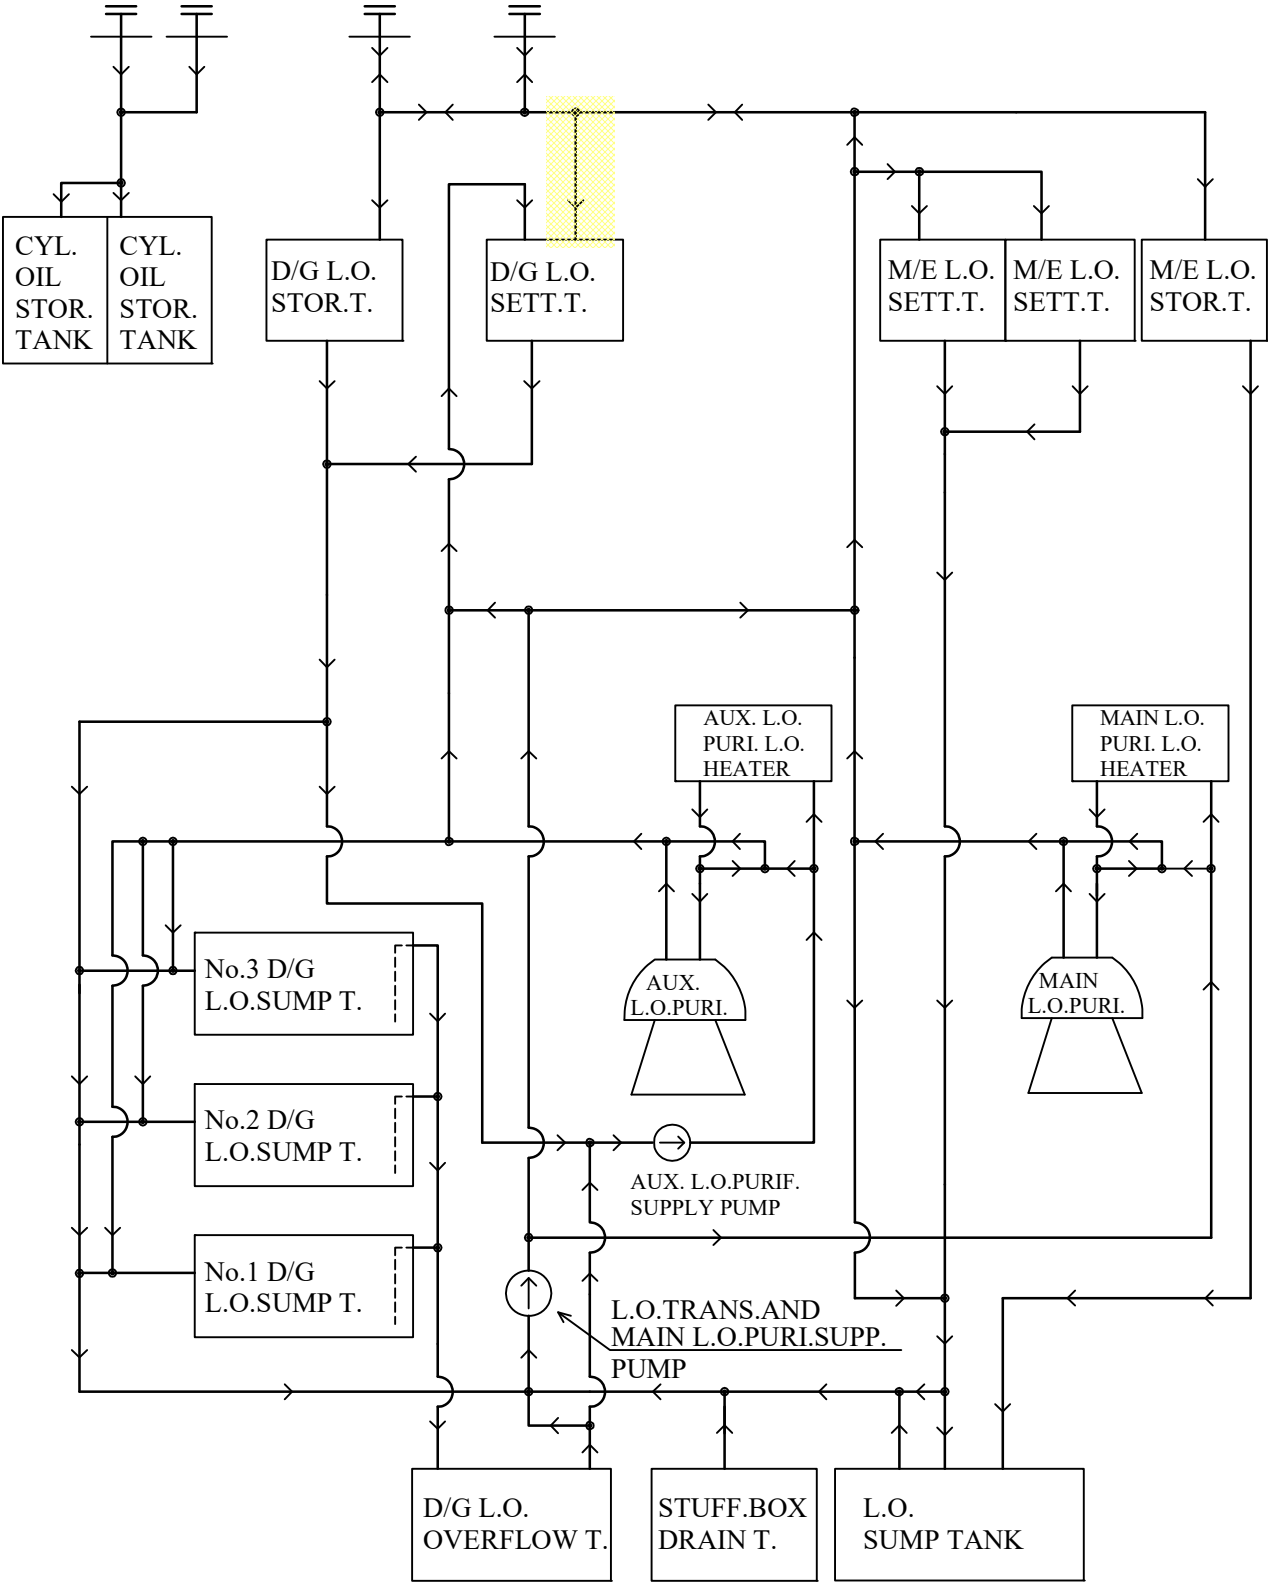 CYL.
OIL
STOR.
TANK
CYL.
OIL
STOR.
TANK
D/G L.O.
STOR.T.
D/G L.O.
SETT.T.
M/E L.O.
SETT.T.
M/E L.O.
SETT.T.
M/E L.O.
STOR.T.
AUX. L.O.
PURI. L.O.
HEATER
MAIN L.O.
PURI. L.O.
HEATER
No.3 D/G
L.O.SUMP T.
AUX.
L.O.PURI.
MAIN
L.O.PURI.
No.2 D/G
L.O.SUMP T.
AUX. L.O.PURIF.
SUPPLY PUMP
No.1 D/G
L.O.SUMP T.
L.O.TRANS.AND
MAIN L.O.PURI.SUPP.
PUMP
D/G L.O.
OVERFLOW T.
STUFF.BOX
DRAIN T.
L.O.
SUMP TANK